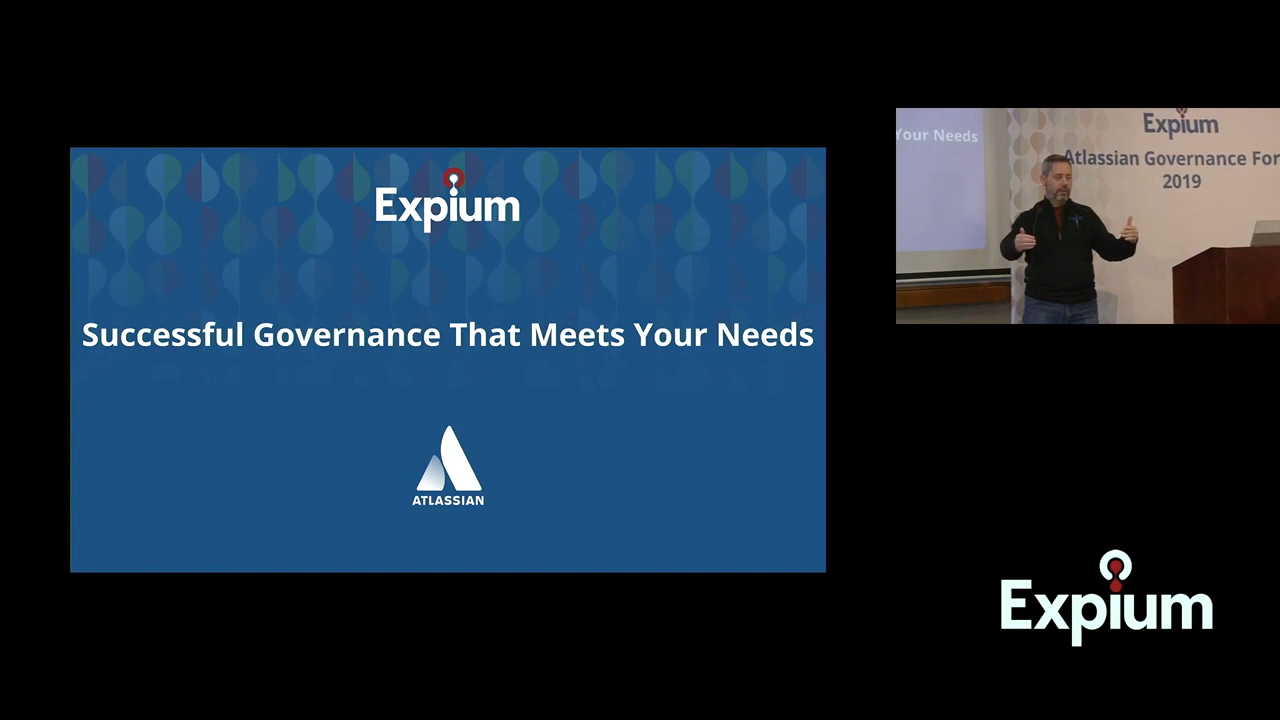 Expium
Successful Governance That Meets Your Needs
ATLASSIAN
Your Needs
Expium
Atlassian Governance For
2019
Expium